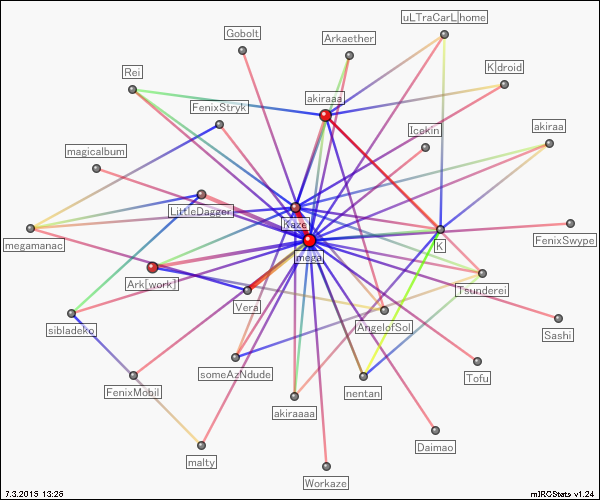 uLTraCarL|home
Gobolt
Arkaether
Rei
K|droid
akiraaa
FenixStryk
Icekin
akiraa
magicalbum
LittleDagger
Kaze
megamanac
K
FenixSwype
mega
Ark[work]
Tsunderei
Vera
sibladeko
AngelofSol
Sashi
someAzNdude
Tofu
FenixMobil
nentan
akiraaaa
Daimao
malty
Workaze
7.3.2015 13:25
mIRCStats v1.24